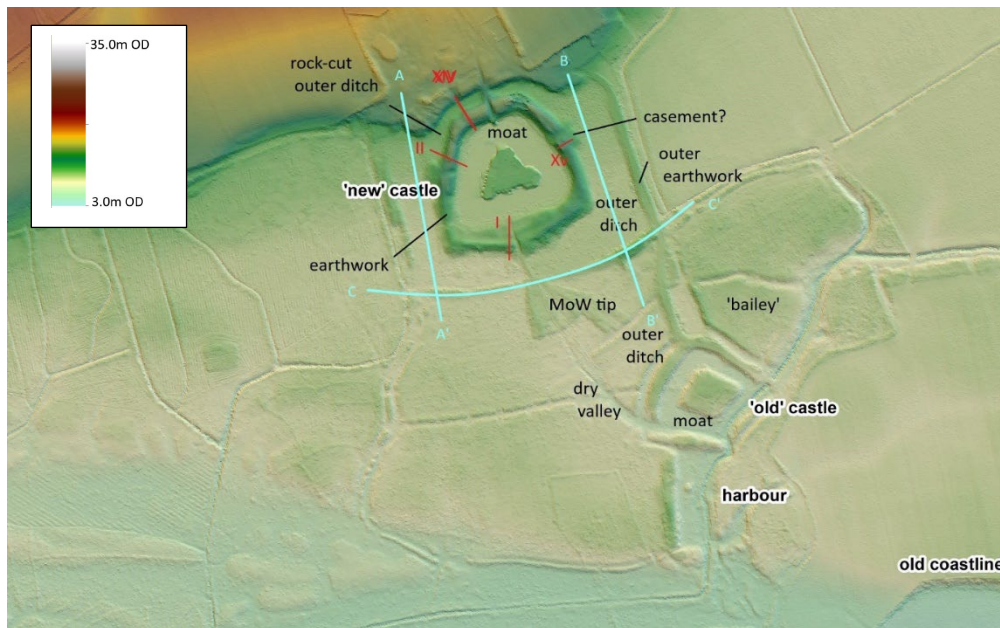 35.0m OD
3.0m OD
rock-cut
outer ditch
A
XIV
B
moat
casement?
II
XV
outer
earthwork
'new' castle
outer
ditch
C'
I
earthwork
C
MoW tip
'bailey'
A'
B'
outer
ditch
dry
valley
moat
'old' castle
harbour
old coastline